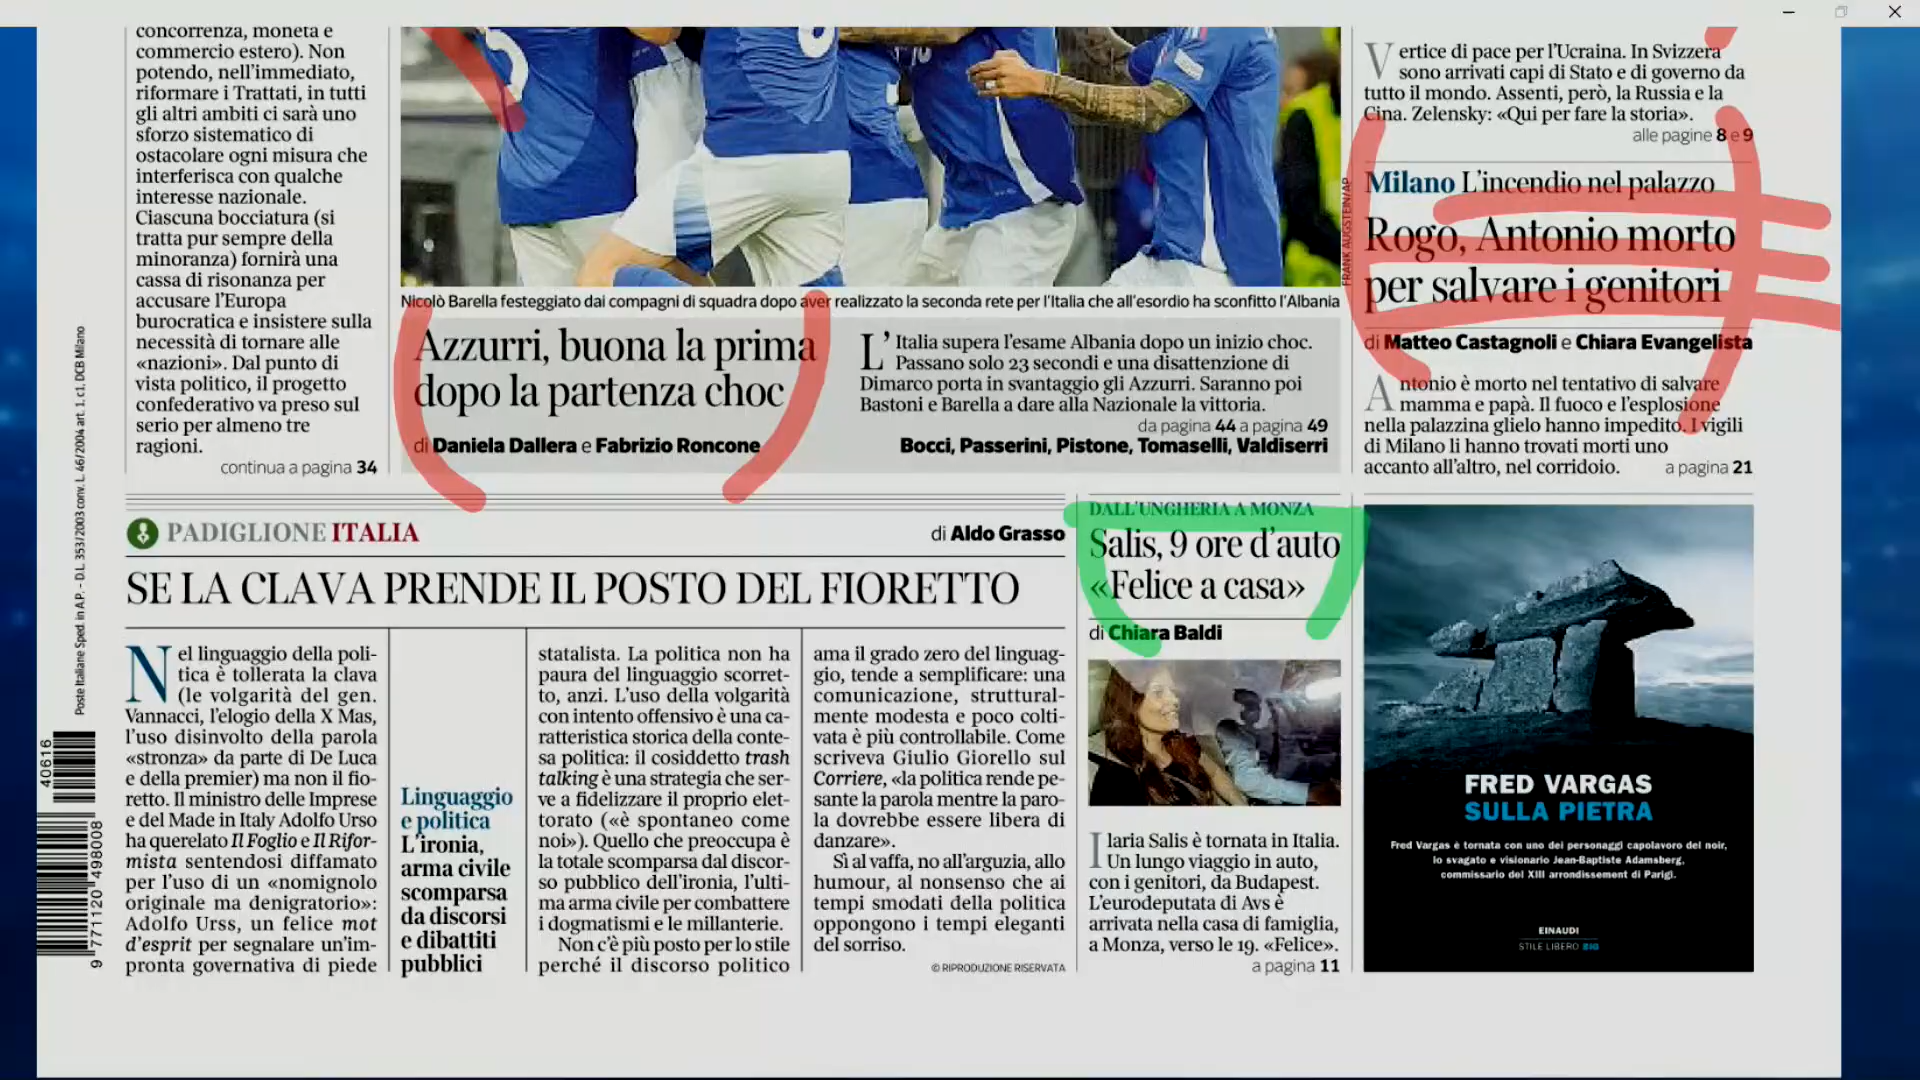 concorrenza, moneta e
commercio estero). Non
potendo, nell'immediato,
riformare i Trattati, in tutti
gli altri ambiti ci sarà uno
sforzo sistematico di
ostacolare ogni misura che
interferisca con qualche
interesse nazionale.
Ciascuna bocciatura (si
tratta pur sempre della
minoranza) fornirà una
cassa di risonanza per
accusare l'Europa
burocratica e insistere sulla
necessità di tornare alle
«nazioni». Dal punto di
vista politico, il progetto
confederativo va preso sul
serio per almeno tre
ragioni.
continua a pagina 34
Poste Italiane Sped. in A.P. - D.L. 353/2003 conv. L. 46/2004 art. 1, c1, DCB Milano
40616
9 771120 498008
FRANK AUGSTEIN/AP
Nicolò Barella festeggiato dai compagni di squadra dopo aver realizzato la seconda rete per l'Italia che all'esordio ha sconfitto l'Albania
Azzurri, buona la prima
dopo la partenza choc
di Daniela Dallera e Fabrizio Roncone
L'Italia supera l'esame Albania dopo un inizio choc.
Passano solo 23 secondi e una disattenzione di
Dimarco porta in svantaggio gli Azzurri. Saranno poi
Bastoni e Barella a dare alla Nazionale la vittoria.
da pagina 44 a pagina 49
Bocci, Passerini, Pistone, Tomaselli, Valdiserri
Vertice di pace per l'Ucraina. In Svizzera
sono arrivati capi di Stato e di governo da
tutto il mondo. Assenti, però, la Russia e la
Cina. Zelensky: «Qui per fare la storia».
alle pagine 8 e 9
Milano L'incendio nel palazzo
Rogo, Antonio morto
per salvare i genitori
di Matteo Castagnoli e Chiara Evangelista
Antonio è morto nel tentativo di salvare
mamma e papà. Il fuoco e l'esplosione
nella palazzina glielo hanno impedito. I vigili
di Milano li hanno trovati morti uno
accanto all'altro, nel corridoio. a pagina 21
PADIGLIONE ITALIA
di Aldo Grasso
SE LA CLAVA PRENDE IL POSTO DEL FIORETTO
Nel linguaggio della poli-
tica è tollerata la clava
(le volgarità del gen.
Vannacci, l'elogio della X Mas,
l'uso disinvolto della parola
«stronza» da parte di De Luca
e della premier) ma non il fio-
retto. Il ministro delle Imprese
e del Made in Italy Adolfo Urso
ha querelato Il Foglio e Il Rifor-
mista sentendosi diffamato
per l'uso di un «nomignolo
originale ma denigratorio»:
Adolfo Urss, un felice mot
d'esprit per segnalare un'im-
pronta governativa di piede
Linguaggio
e politica
L'ironia,
arma civile
scomparsa
da discorsi
e dibattiti
pubblici
statalista. La politica non ha
paura del linguaggio scorret-
to, anzi. L'uso della volgarità
con intento offensivo è una ca-
ratteristica storica della conte-
sa politica: il cosiddetto trash
talking è una strategia che ser-
ve a fidelizzare il proprio elet-
torato («è spontaneo come
noi»). Quello che preoccupa è
la totale scomparsa dal discor-
so pubblico dell'ironia, l'ulti-
ma arma civile per combattere
i dogmatismi e le millanterie.
Non c'è più posto per lo stile
perché il discorso politico
ama il grado zero del linguag-
gio, tende a semplificare: una
comunicazione, struttural-
mente modesta e poco colti-
vata è più controllabile. Come
scriveva Giulio Giorello sul
Corriere, «la politica rende pe-
sante la parola mentre la paro-
la dovrebbe essere libera di
danzare».
Sì al vaffa, no all'arguzia, allo
humour, al nonsenso che ai
tempi smodati della politica
oppongono i tempi eleganti
del sorriso.
© RIPRODUZIONE RISERVATA
DALL'UNGHERIA A MONZA
Salis, 9 ore d'auto
«Felice a casa»
di Chiara Baldi
Ilaria Salis è tornata in Italia.
Un lungo viaggio in auto,
con i genitori, da Budapest.
L'eurodeputata di Avs è
arrivata nella casa di famiglia,
a Monza, verso le 19. «Felice».
a pagina 11
FRED VARGAS
SULLA PIETRA
Fred Vargas è tornata con uno dei personaggi capolavoro del noir,
lo svagato e visionario Jean-Baptiste Adamsberg,
commissario del XIII arrondissement di Parigi.
EINAUDI
STILE LIBERO BIG